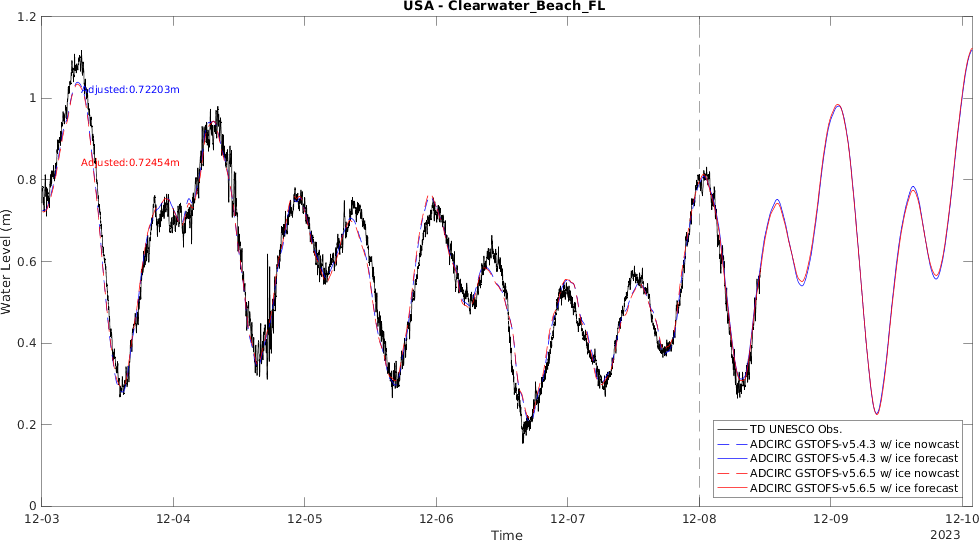 USA - Clearwater_Beach_FL
1.2
1
0.8
0.6
0.4
0.2
0
Water Level (m)
Adjusted:0.72203m
Adjusted:0.72454m
TD UNESCO Obs.
ADCIRC GSTOFS-v5.4.3 w/ ice nowcast
ADCIRC GSTOFS-v5.4.3 w/ ice forecast
ADCIRC GSTOFS-v5.6.5 w/ ice nowcast
ADCIRC GSTOFS-v5.6.5 w/ ice forecast
12-03 12-04 12-05 12-06 12-07 12-08 12-09 12-10
Time
2023